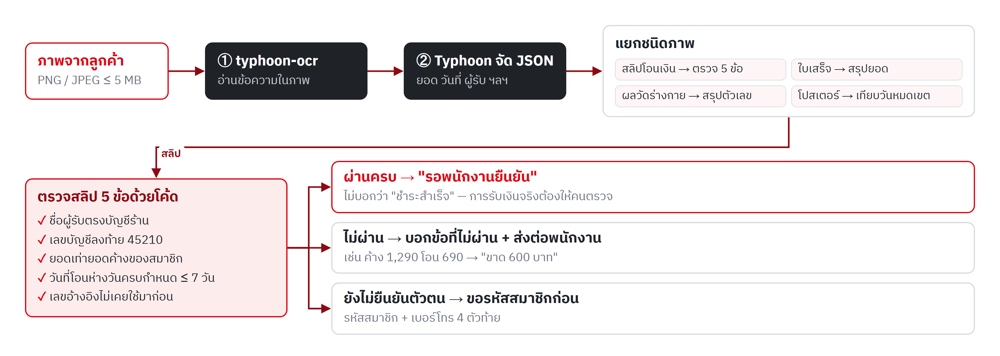 ภาพจากลูกค้า
PNG / JPEG ≤ 5 MB
① typhoon-ocr
อ่านข้อความในภาพ
② Typhoon จัด JSON
ยอด วันที่ ผู้รับ ฯลฯ
แยกชนิดภาพ
สลิปโอนเงิน → ตรวจ 5 ข้อ
ใบเสร็จ → สรุปยอด
ผลวัดร่างกาย → สรุปตัวเลข
โปสเตอร์ → เทียบวันหมดเขต
สลิป
ตรวจสลิป 5 ข้อด้วยโค้ด
✓ ชื่อผู้รับตรงบัญชีร้าน
✓ เลขบัญชีลงท้าย 45210
✓ ยอดเท่ายอดค้างของสมาชิก
✓ วันที่โอนห่างวันครบกำหนด ≤ 7 วัน
✓ เลขอ้างอิงไม่เคยใช้มาก่อน
ผ่านครบ → "รอพนักงานยืนยัน"
ไม่บอกว่า "ชำระสำเร็จ" — การรับเงินจริงต้องให้คนตรวจ
ไม่ผ่าน → บอกข้อที่ไม่ผ่าน + ส่งต่อพนักงาน
เช่น ค้าง 1,290 โอน 690 → "ขาด 600 บาท"
ยังไม่ยืนยันตัวตน → ขอรหัสสมาชิกก่อน
รหัสสมาชิก + เบอร์โทร 4 ตัวท้าย